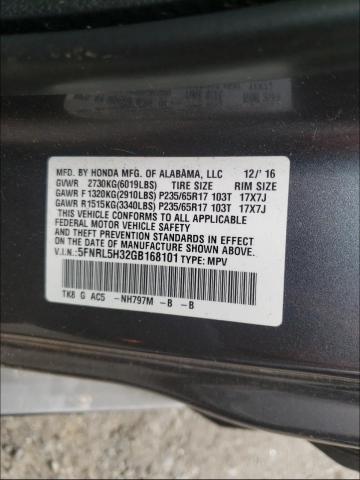 MFD. BY HONDA MFG. OF ALABAMA, LLC 12/ 16
GVWR 2730KG(6019LBS) TIRE SIZE RIM SIZE
GAWR F 1320KG(2910LBS) P235/65R17 103T 17X7J
GAWR R1515KG(3340LBS) P235/65R17 103T 17X7J
THIS VEHICLE CONFORMS TO ALL APPLICABLE
FEDERAL MOTOR VEHICLE SAFETY
AND THEFT PREVENTION STANDARDS IN EFFECT
ON THE DATE OF MANUFACTURE SHOWN ABOVE.
V.I.N.:5FNRL5H32GB168101 TYPE: MPV
TK8 G AC5 -NH797M -B -B